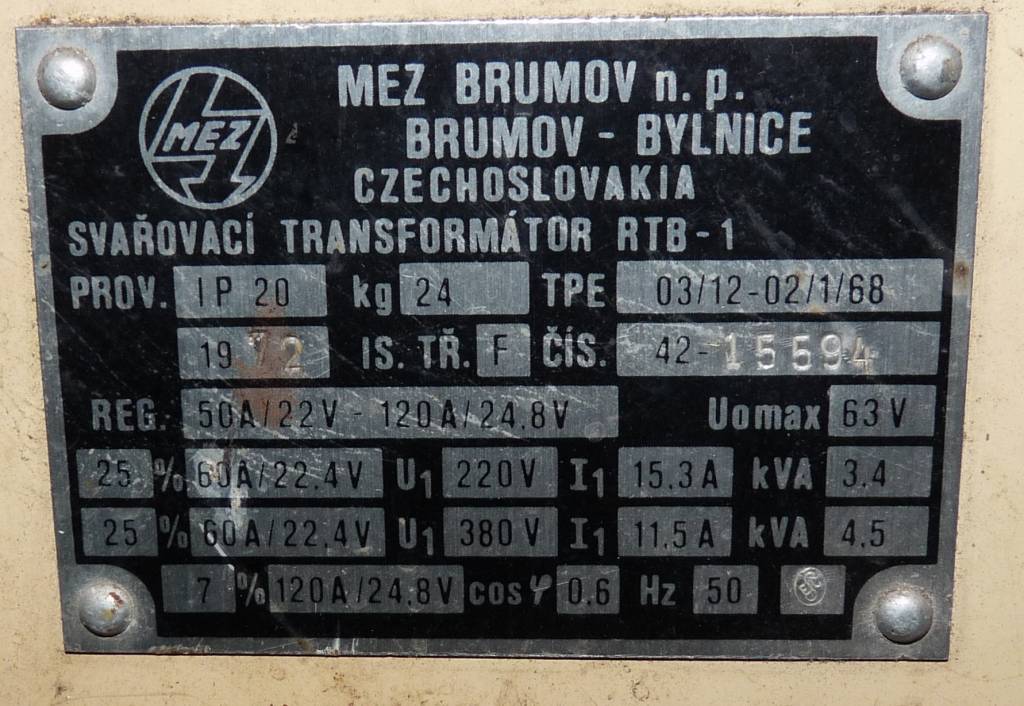 MEZ
MEZ BRUMOV n. p.
BRUMOV - BYLNICE
CZECHOSLOVAKIA
SVAŘOVACÍ TRANSFORMÁTOR RTB-1
PROV. IP 20 kg 24 TPE 03/12-02/1/68
1972 IS. TŘ. F ČÍS. 42-15594
REG. 50A/22V - 120A/24.8V Uomax 63V
25 % 60A/22.4V U1 220V I1 15.3A kVA 3.4
25 % 60A/22.4V U1 380V I1 11.5A kVA 4.5
7 % 120A/24.8V cos φ 0.6 Hz 50